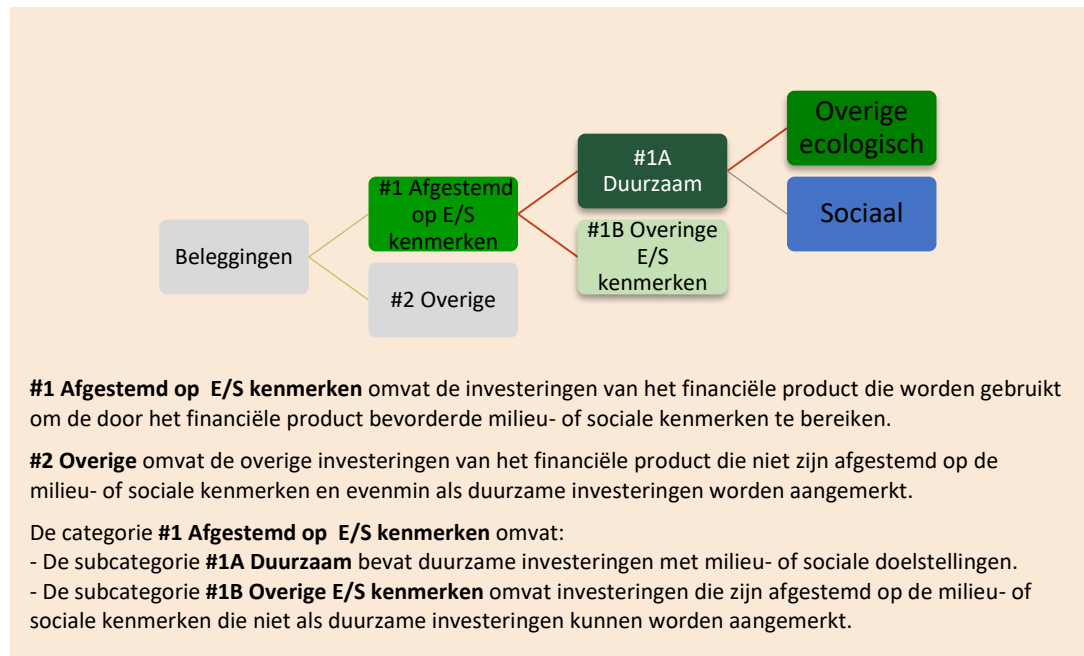 Overige
ecologisch
#1A
Duurzaam
#1 Afgestemd
op E/S
kenmerken
Sociaal
#1B Overinge
E/S
kenmerken
Beleggingen
#2 Overige
#1 Afgestemd op  E/S kenmerken omvat de investeringen van het financiële product die worden gebruikt
om de door het financiële product bevorderde milieu- of sociale kenmerken te bereiken.
#2 Overige omvat de overige investeringen van het financiële product die niet zijn afgestemd op de
milieu- of sociale kenmerken en evenmin als duurzame investeringen worden aangemerkt.
De categorie #1 Afgestemd op  E/S kenmerken omvat:
- De subcategorie #1A Duurzaam bevat duurzame investeringen met milieu- of sociale doelstellingen.
- De subcategorie #1B Overige E/S kenmerken omvat investeringen die zijn afgestemd op de milieu- of
sociale kenmerken die niet als duurzame investeringen kunnen worden aangemerkt.